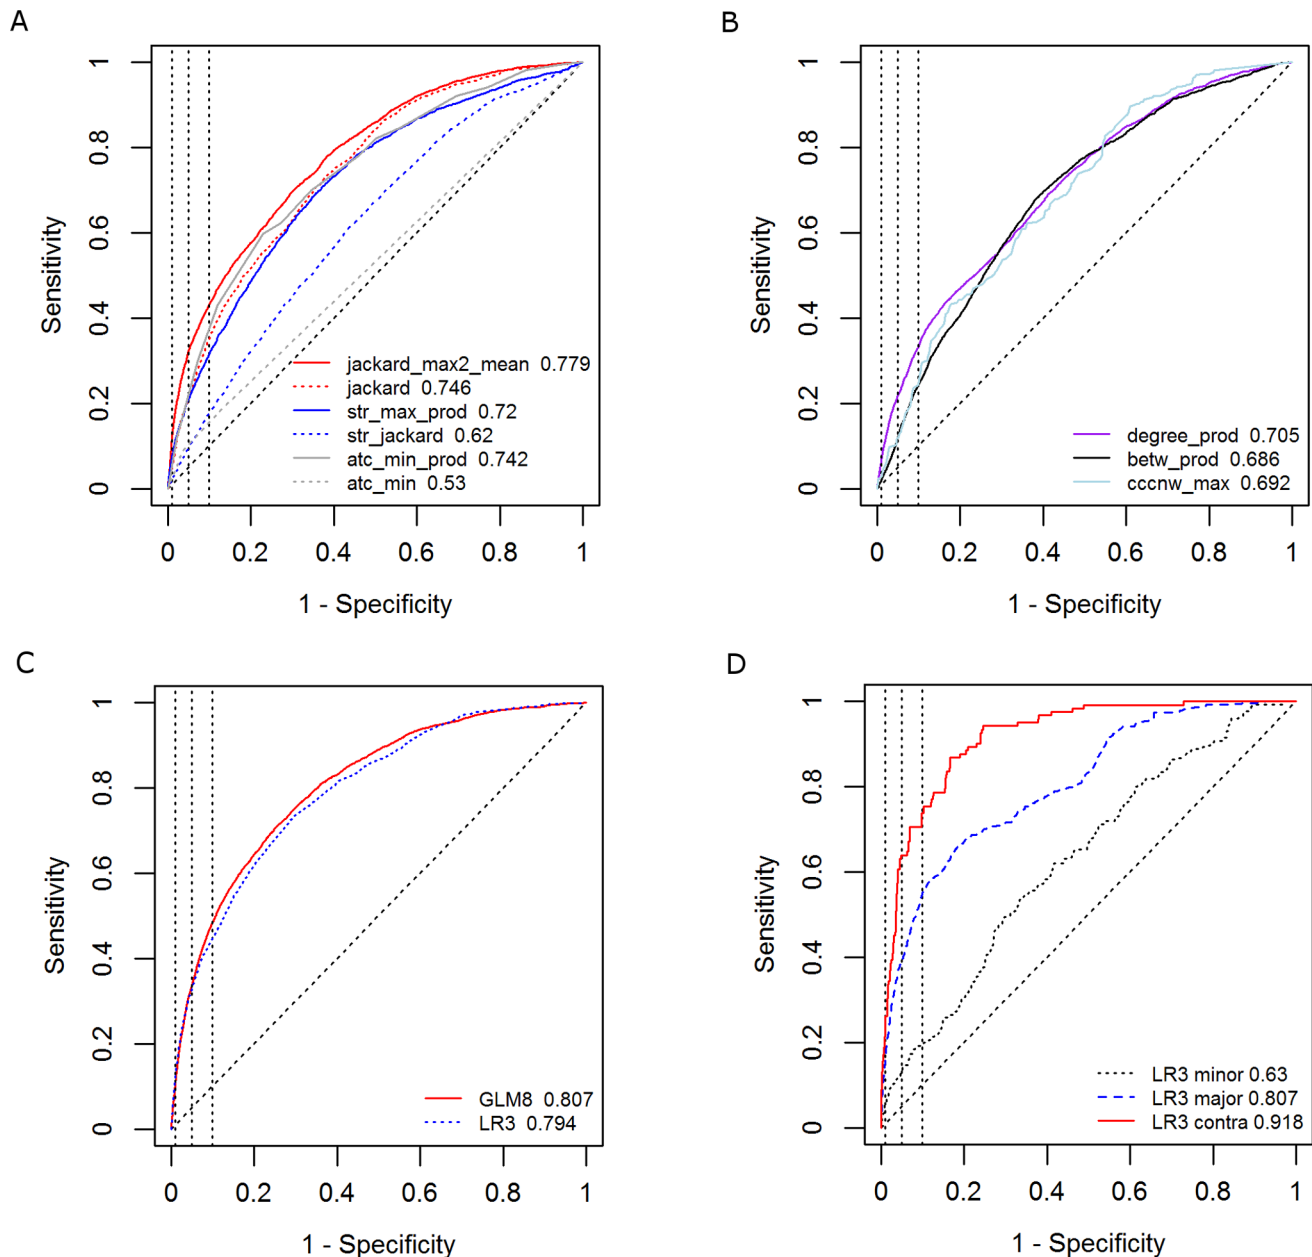 A
Sensitivity
1
0.8
0.6
0.4
0.2
0
jackard_max2_mean 0.779
jackard 0.746
str_max_prod 0.72
str_jackard 0.62
atc_min_prod 0.742
atc_min 0.53
0 0.2 0.4 0.6 0.8 1
1 - Specificity
B
Sensitivity
1
0.8
0.6
0.4
0.2
0
degree_prod 0.705
betw_prod 0.686
cccnw_max 0.692
0 0.2 0.4 0.6 0.8 1
1 - Specificity
C
Sensitivity
1
0.8
0.6
0.4
0.2
0
GLM8 0.807
LR3 0.794
0 0.2 0.4 0.6 0.8 1
1 - Specificity
D
Sensitivity
1
0.8
0.6
0.4
0.2
0
LR3 minor 0.63
LR3 major 0.807
LR3 contra 0.918
0 0.2 0.4 0.6 0.8 1
1 - Specificity